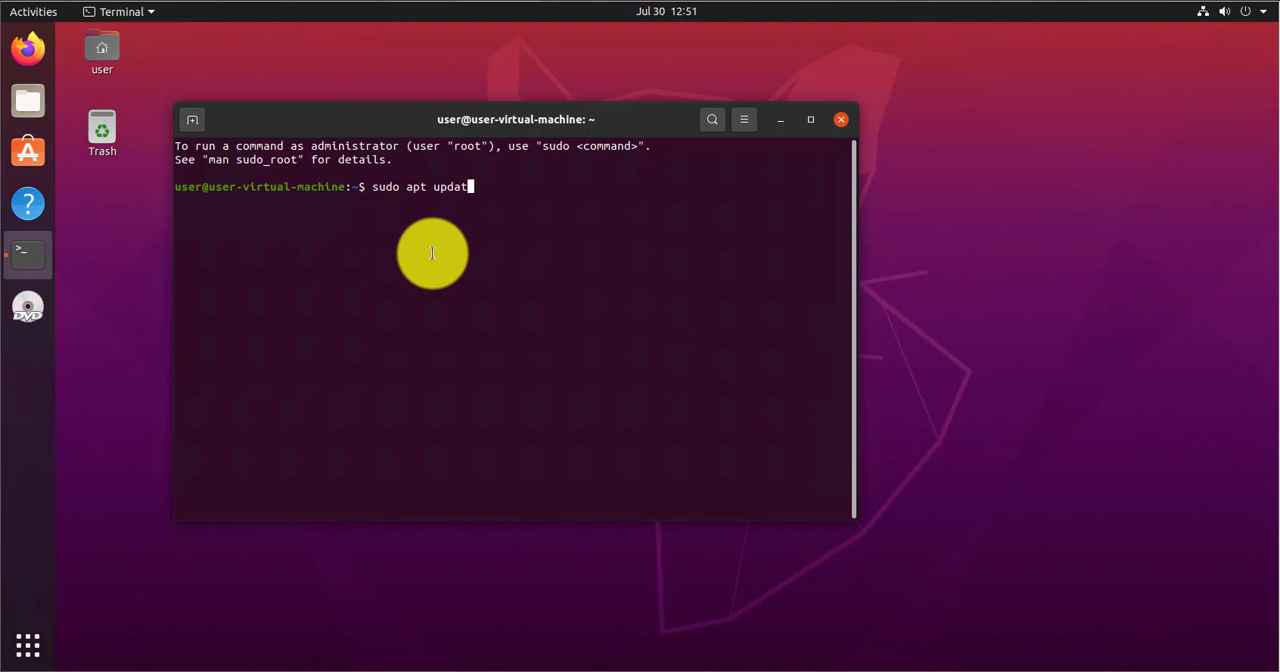 Activities Terminal Jul 30 12:51
user
Trash
user@user-virtual-machine: ~
To run a command as administrator (user "root"), use "sudo <command>".
See "man sudo_root" for details.
user@user-virtual-machine:~$ sudo apt updat
>_
?
DVD